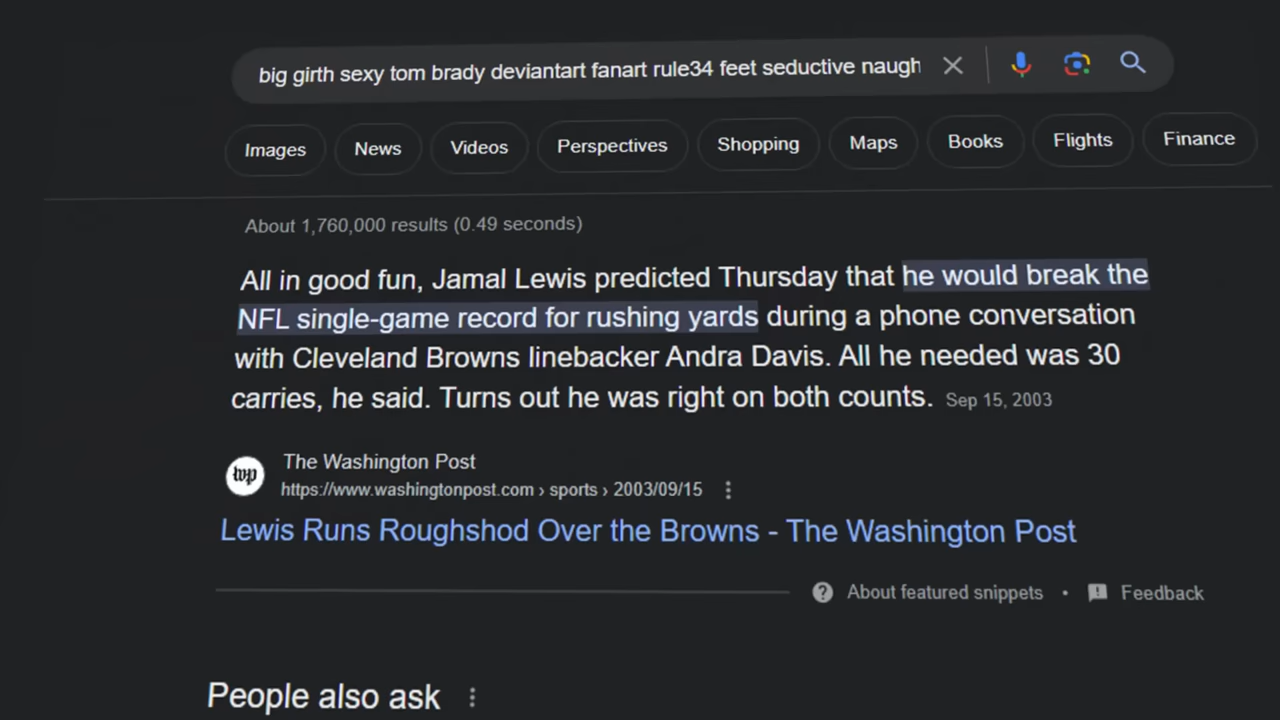 big girth sexy tom brady deviantart fanart rule34 feet seductive naugh
Images News Videos Perspectives Shopping Maps Books Flights Finance
About 1,760,000 results (0.49 seconds)
All in good fun, Jamal Lewis predicted Thursday that he would break the
NFL single-game record for rushing yards during a phone conversation
with Cleveland Browns linebacker Andra Davis. All he needed was 30
carries, he said. Turns out he was right on both counts. Sep 15, 2003
wp
The Washington Post
https://www.washingtonpost.com › sports › 2003/09/15
Lewis Runs Roughshod Over the Browns - The Washington Post
About featured snippets • Feedback
People also ask